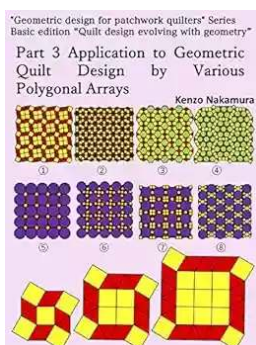 "Geometric design for patchwork quilters" Series
Basic edition "Quilt design evolving with geometry"
Part 3 Application to Geometric
Quilt Design by Various
Polygonal Arrays
Kenzo Nakamura
① ② ③ ④
⑤ ⑥ ⑦ ⑧